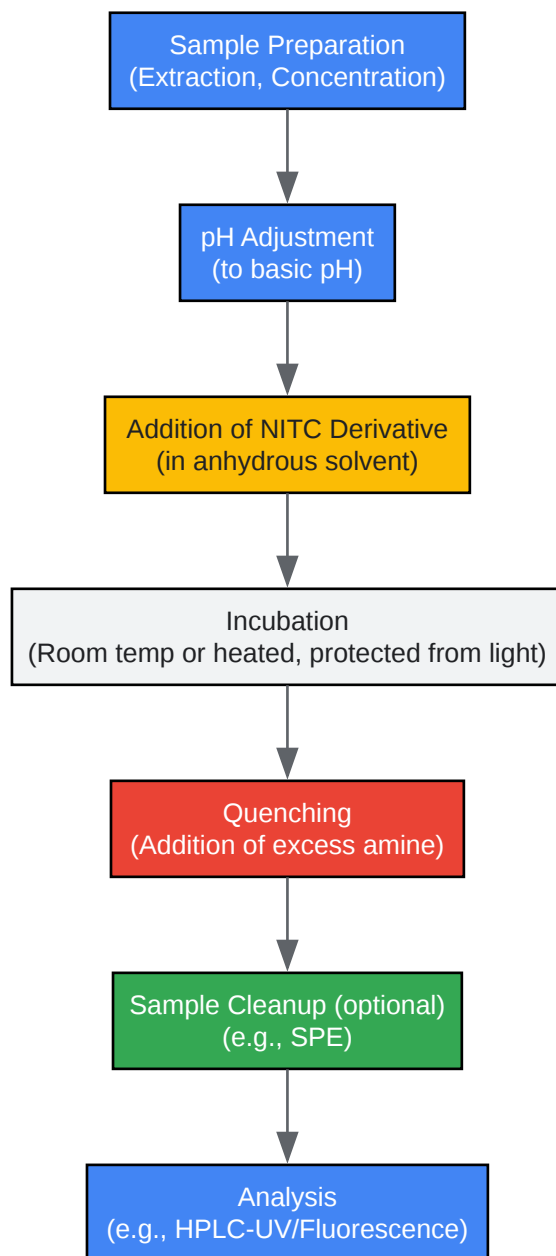 Sample Preparation
(Extraction, Concentration)
pH Adjustment
(to basic pH)
Addition of NITC Derivative
(in anhydrous solvent)
Incubation
(Room temp or heated, protected from light)
Quenching
(Addition of excess amine)
Sample Cleanup (optional)
(e.g., SPE)
Analysis
(e.g., HPLC-UV/Fluorescence)